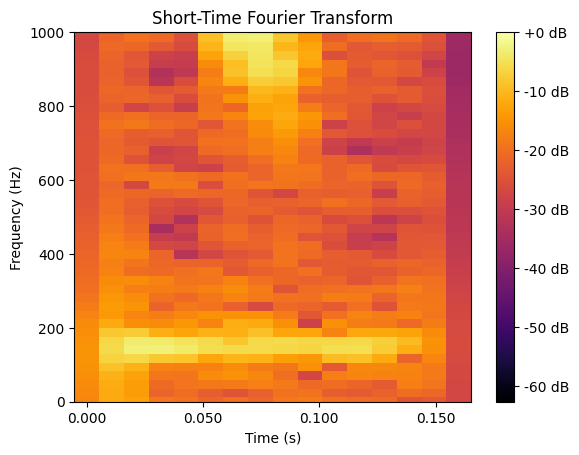 Short-Time Fourier Transform
Frequency (Hz)
1000
800
600
400
200
0
0.000
0.050
0.100
0.150
Time (s)
+0 dB
-10 dB
-20 dB
-30 dB
-40 dB
-50 dB
-60 dB